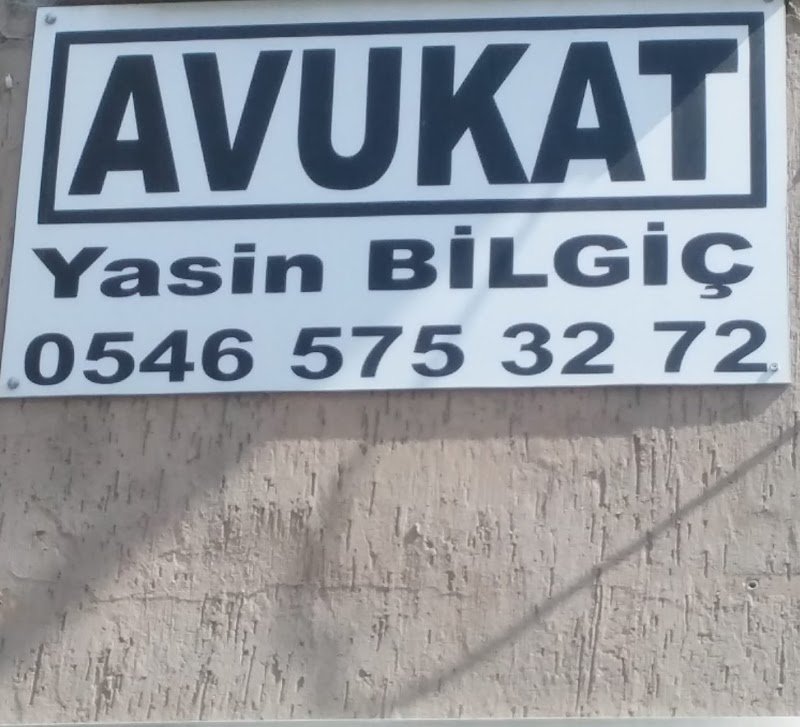 AVUKAT
Yasin BİLGİÇ
0546 575 32 72